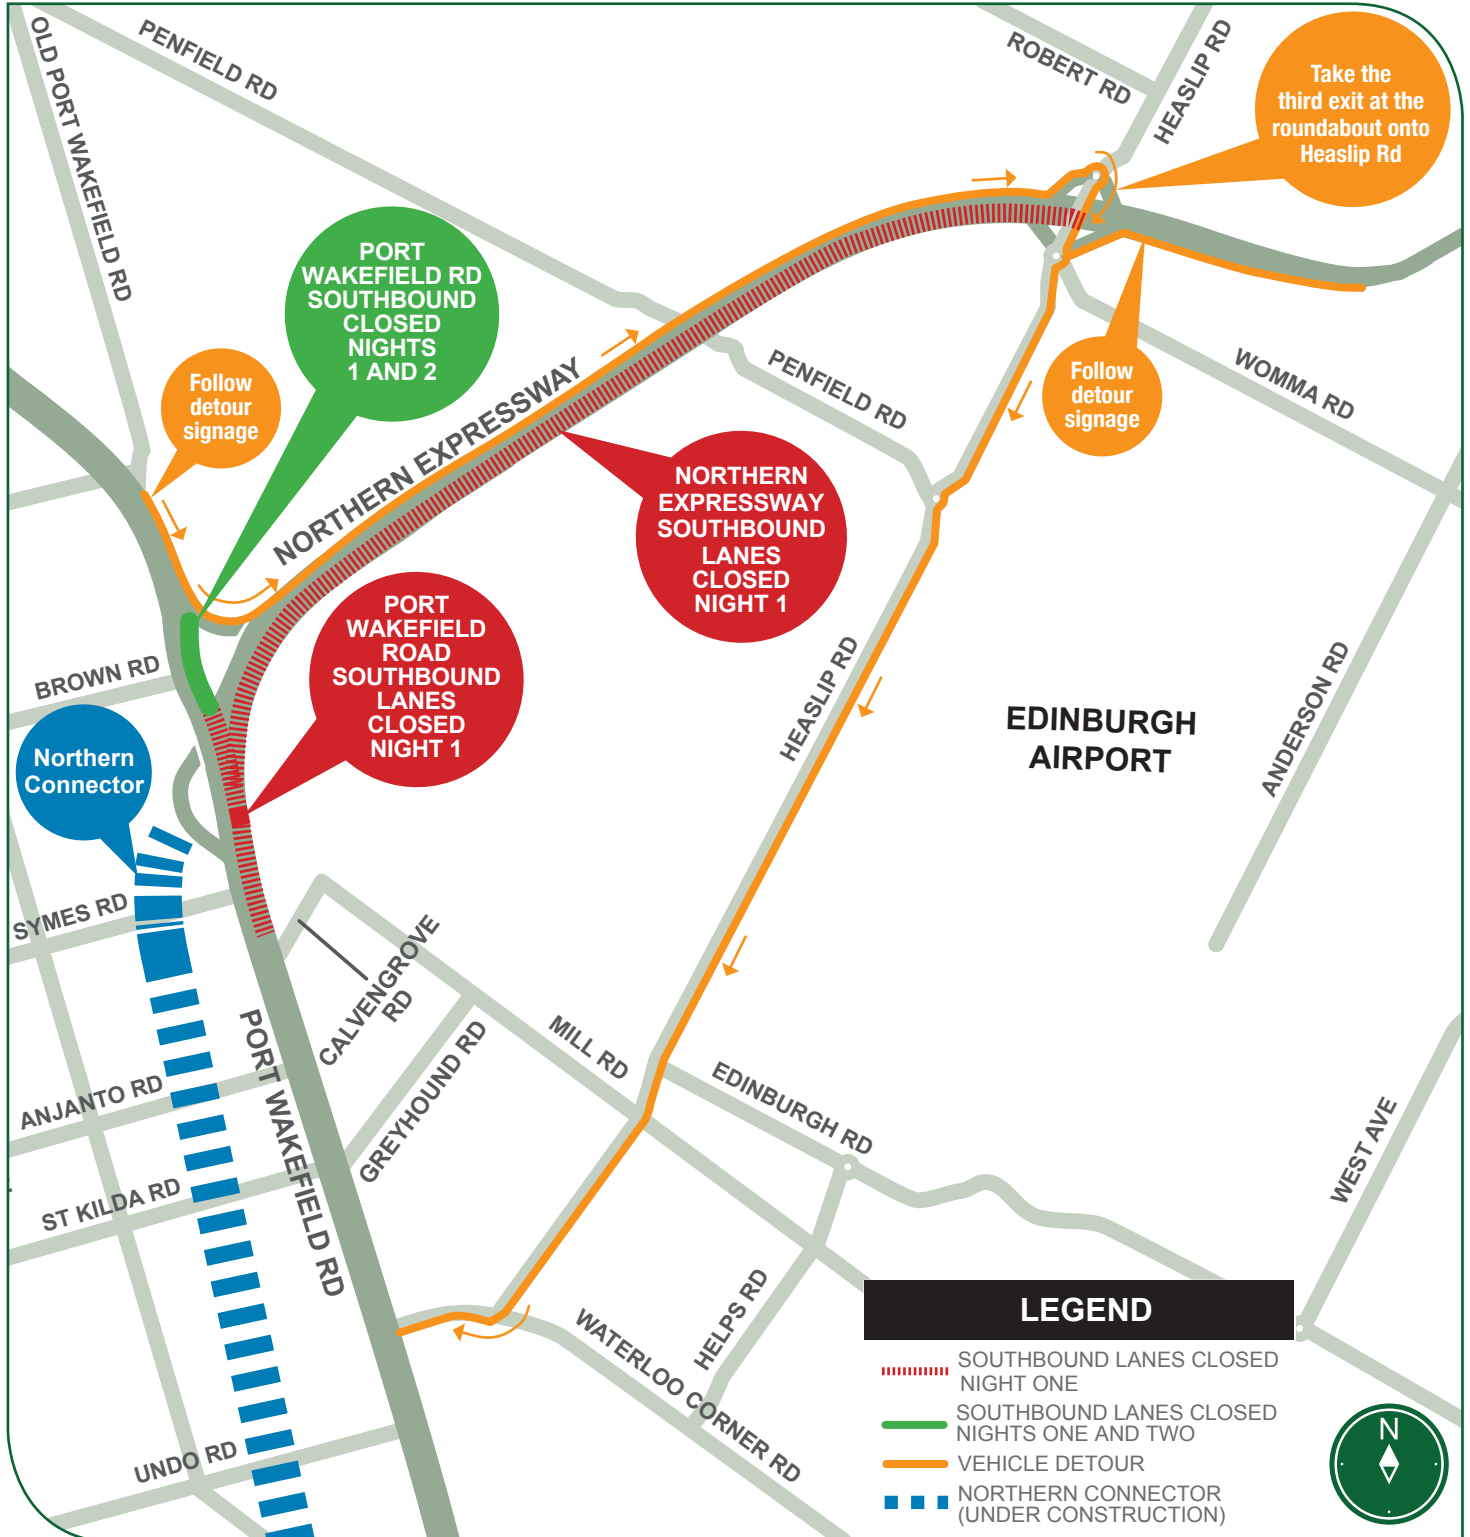 OLD PORT WAKEFIELD RD
PENFIELD RD
ROBERT RD
HEASLIP RD
Take the
third exit at the
roundabout onto
Heaslip Rd
PORT
WAKEFIELD RD
SOUTHBOUND
CLOSED
NIGHTS
1 AND 2
Follow
detour
signage
NORTHERN EXPRESSWAY
PENFIELD RD
Follow
detour
signage
WOMMA RD
NORTHERN
EXPRESSWAY
SOUTHBOUND
LANES
CLOSED
NIGHT 1
PORT
WAKEFIELD
ROAD
SOUTHBOUND
LANES
CLOSED
NIGHT 1
BROWN RD
HEASLIP RD
EDINBURGH
AIRPORT
ANDERSON RD
Northern
Connector
SYMES RD
CALVENGROVE
RD
PORT WAKEFIELD RD
GREYHOUND RD
MILL RD
EDINBURGH RD
ANJANTO RD
WEST AVE
ST KILDA RD
HELPS RD
WATERLOO CORNER RD
UNDO RD
LEGEND
SOUTHBOUND LANES CLOSED
NIGHT ONE
SOUTHBOUND LANES CLOSED
NIGHTS ONE AND TWO
VEHICLE DETOUR
NORTHERN CONNECTOR
(UNDER CONSTRUCTION)
N